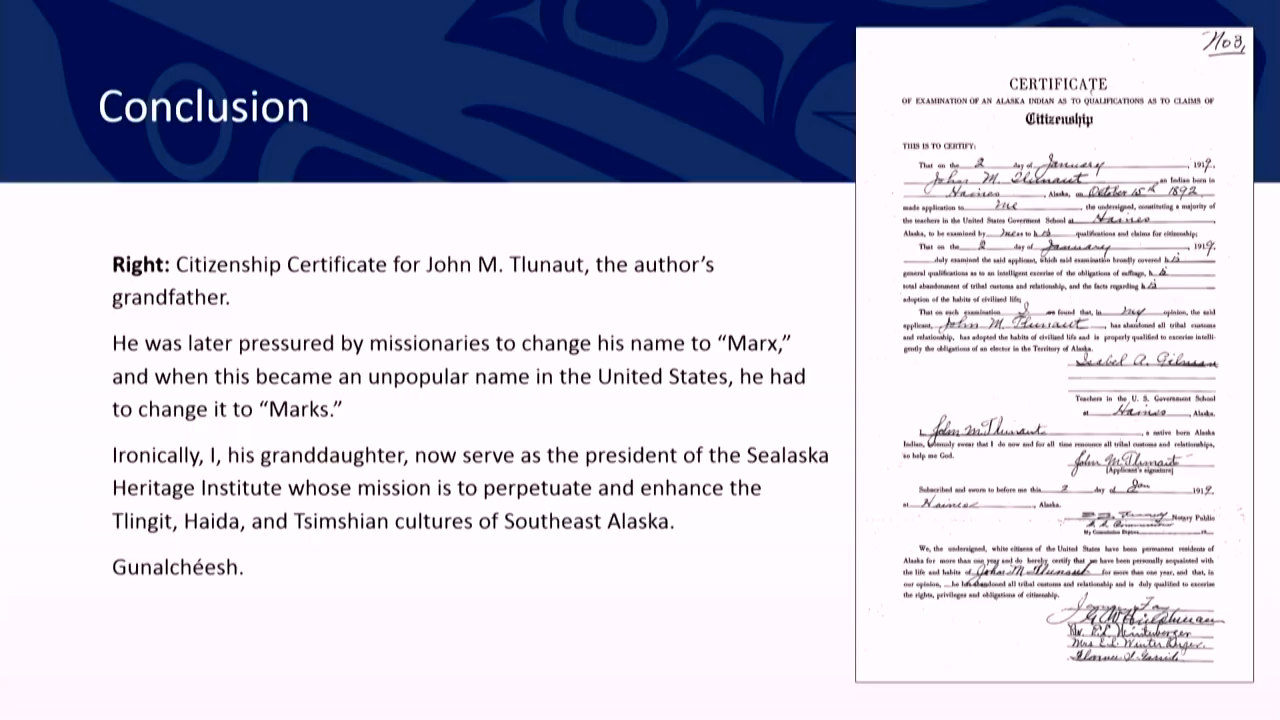 Conclusion
Right: Citizenship Certificate for John M. Tlunaut, the author's
grandfather.
He was later pressured by missionaries to change his name to “Marx,”
and when this became an unpopular name in the United States, he had
to change it to “Marks.”
Ironically, I, his granddaughter, now serve as the president of the Sealaska
Heritage Institute whose mission is to perpetuate and enhance the
Tlingit, Haida, and Tsimshian cultures of Southeast Alaska.
Gunalchéesh.
No 3,
CERTIFICATE
OF EXAMINATION OF AN ALASKA INDIAN AS TO QUALIFICATIONS AS TO CLAIMS OF
Citizenship
THIS IS TO CERTIFY:
That on the 2 day of January, 1919.
John M. Tlunaut, an Indian born in
Haines, Alaska, on October 15th 1892
made application to me, the undersigned, constituting a majority of
the teachers in the United States Goverment School at Haines
Alaska, to be examined by me as to his qualifications and claims for citizenship;
That on the 2 day of January, 1919.
duly examined the said applicant, which said examination broadly covered his
general qualifications as to an intelligent excerise of the obligations of suffrage, his
total abandonment of tribal customs and relationship, and the facts regarding his
adoption of the habits of civilized life;
That on such examination I found that, in my opinion, the said
applicant, John M. Tlunaut, has abandoned all tribal customs
and relationship, has adopted the habits of civilized life and is properly qualified to excerise intelli-
gently the obligations of an elector in the Territory of Alaska.
Isabel A. Gilman
Teachers in the U. S. Government School
at Haines, Alaska.
I, John M. Tlunaut, a native born Alaska
Indian, solemnly swear that I do now and for all time renounce all tribal customs and relationships,
so help me God.
John M. Tlunaut
[Applicant's signature]
Subscribed and sworn to before me this 2 day of Jan 1919.
at Haines, Alaska.
Notary Public
My Commission Expires
We, the undersigned, white citizens of the United States have been permanent residents of
Alaska for more than one year and do hereby certify that we have been personally acquainted with
the life and habits of John M. Tlunaut for more than one year, and that, in
our opinion, he has abandoned all tribal customs and relationship and is duly qualified to excerise
the rights, privileges and obligations of citizenship.